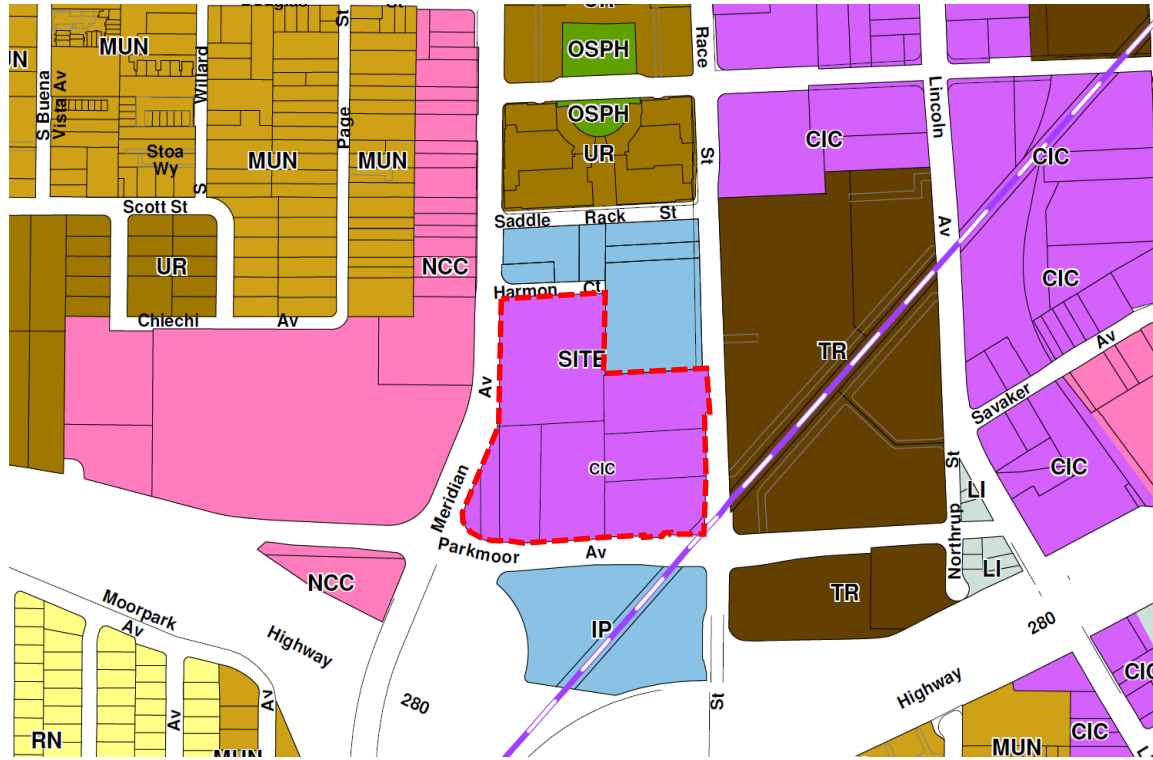 St
MUN
Willard
S Buena
Vista Av
MUN
Page
MUN
Stoa
Wy
S
Scott St
UR
NCC
Chiechi
Av
OSPH
Race
OSPH
UR
St
Saddle
Rack
St
Harmon
Ct
SITE
Av
CIC
Meridian
Parkmoor
Av
Lincoln
CIC
CIC
Av
CIC
TR
Av
Savaker
CIC
St
LI
Northrup
LI
TR
IP
NCC
Moorpark
Av
Highway
280
Highway
280
St
RN
Av
Av
MUN
MUN
CIC
CIC